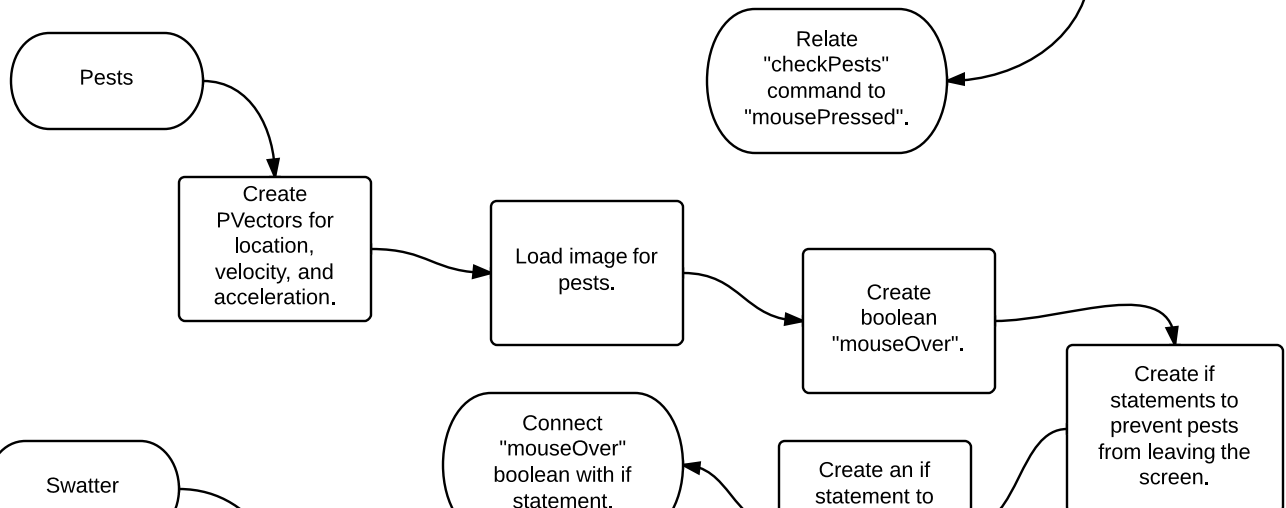 Relate
"checkPests"
command to
"mousePressed".
Pests
Create
PVectors for
location,
velocity, and
acceleration.
Load image for
pests.
Create
boolean
"mouseOver".
Create if
statements to
prevent pests
from leaving the
screen.
Connect
"mouseOver"
boolean with if
statement.
Create an if
statement to
Swatter